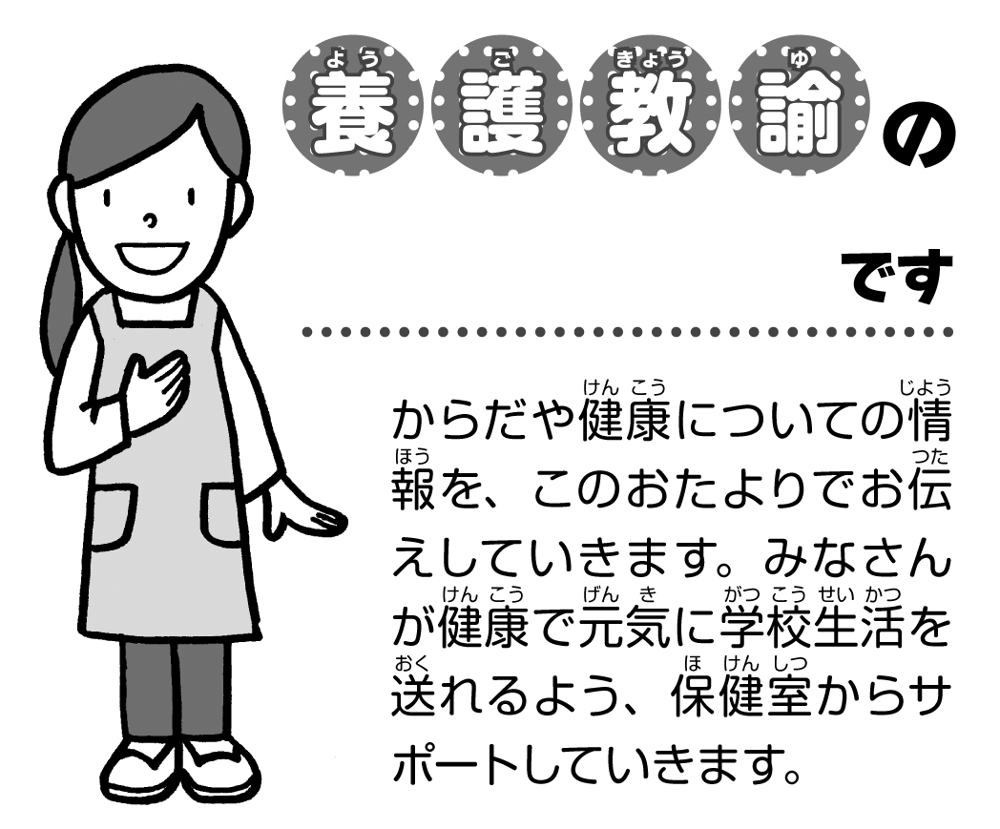 養護教諭の
です
からだや健康についての情
報を、このおたよりでお伝
えしていきます。みなさん
が健康で元気に学校生活を
送れるよう、保健室からサ
ポートしていきます。